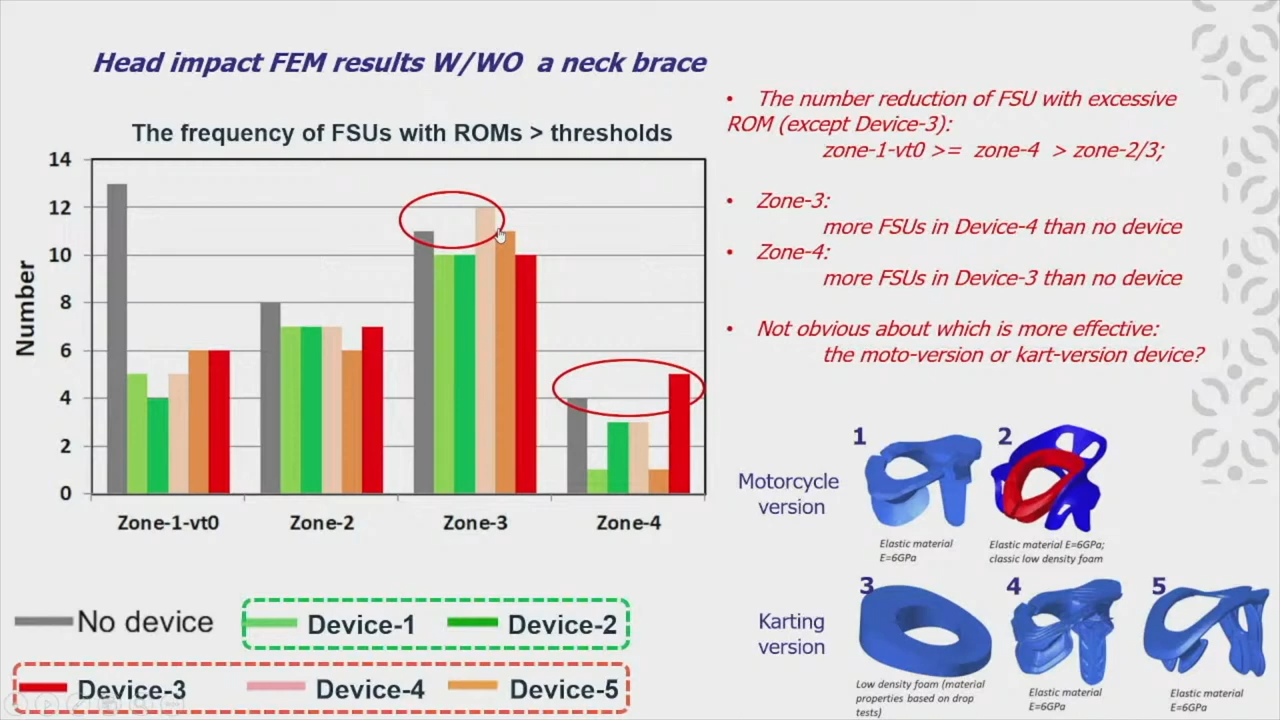 Head impact FEM results W/WO a neck brace
The frequency of FSUs with ROMs > thresholds
Number
14
12
10
8
6
4
2
0
Zone-1-vt0
Zone-2
Zone-3
Zone-4
No device
Device-1
Device-2
Device-3
Device-4
Device-5
• The number reduction of FSU with excessive
ROM (except Device-3):
zone-1-vt0 >= zone-4 > zone-2/3;
• Zone-3:
more FSUs in Device-4 than no device
• Zone-4:
more FSUs in Device-3 than no device
• Not obvious about which is more effective:
the moto-version or kart-version device?
Motorcycle
version
1
Elastic material
E=6GPa
2
Elastic material E=6GPa;
classic low density foam
Karting
version
3
Low density foam (material
properties based on drop
tests)
4
Elastic material
E=6GPa
5
Elastic material
E=6GPa